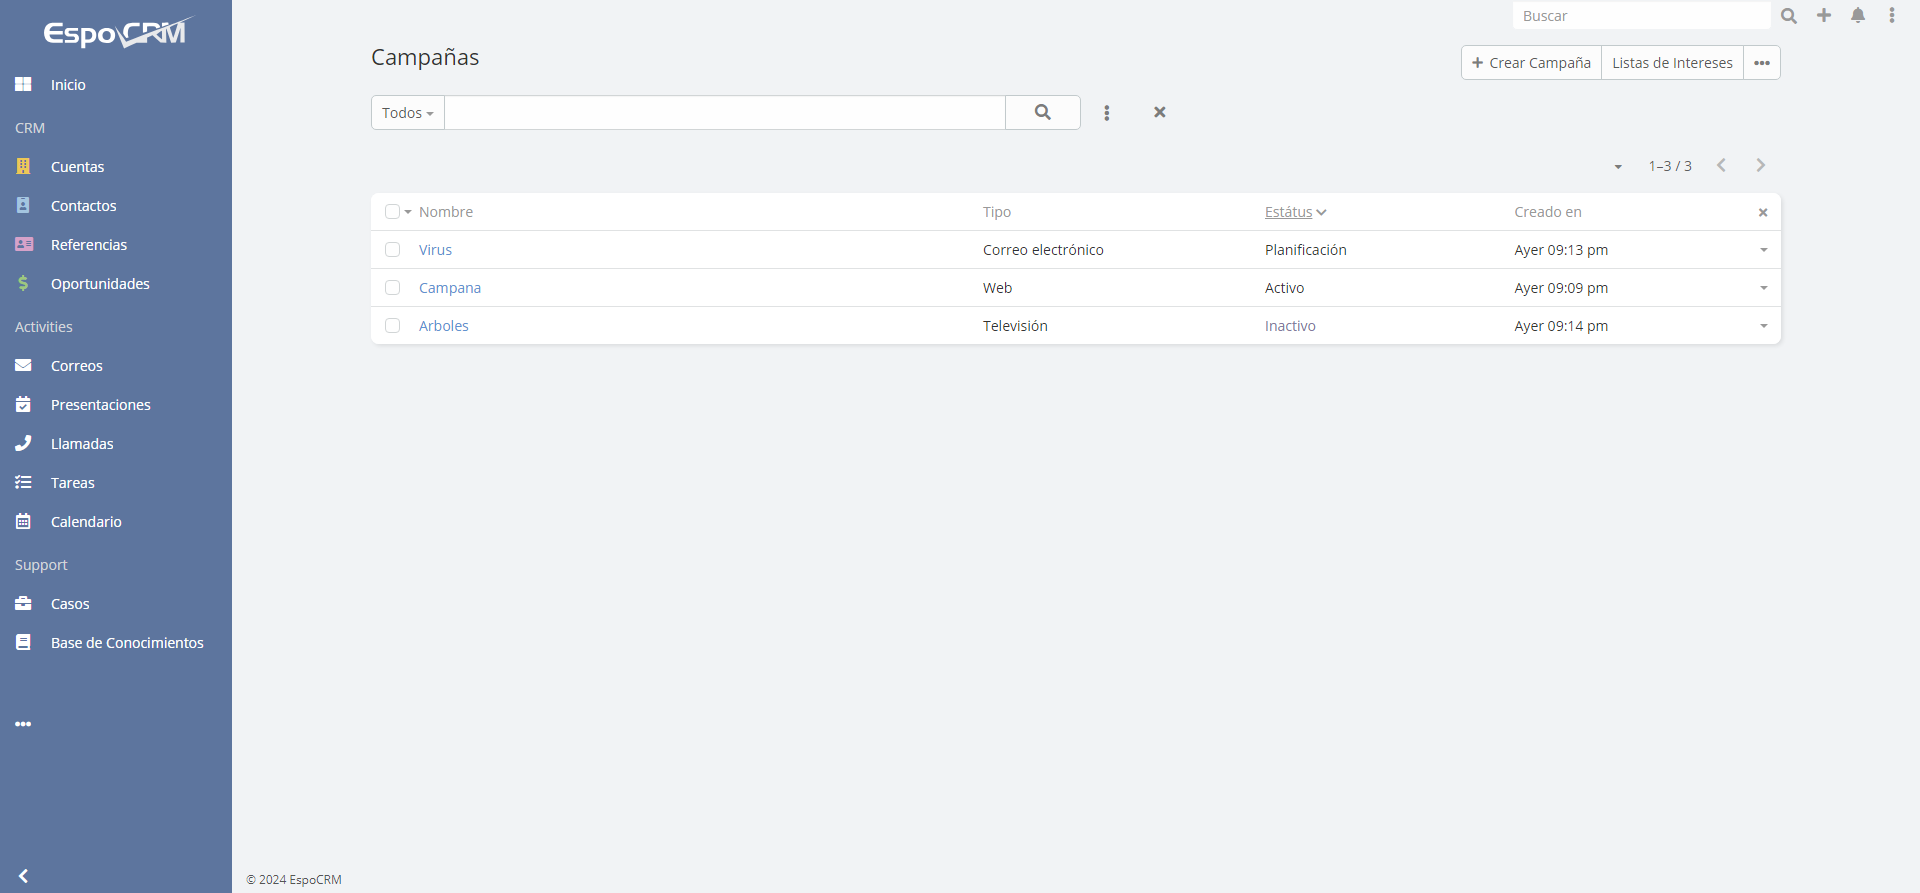 EspoCRM
Buscar
Inicio
CRM
Cuentas
Contactos
Referencias
Oportunidades
Activities
Correos
Presentaciones
Llamadas
Tareas
Calendario
Support
Casos
Base de Conocimientos
Campañas
Crear Campaña
Listas de Intereses
Todos
1–3 / 3
Nombre Tipo Estátus Creado en
Virus Correo electrónico Planificación Ayer 09:13 pm
Campana Web Activo Ayer 09:09 pm
Arboles Televisión Inactivo Ayer 09:14 pm
© 2024 EspoCRM